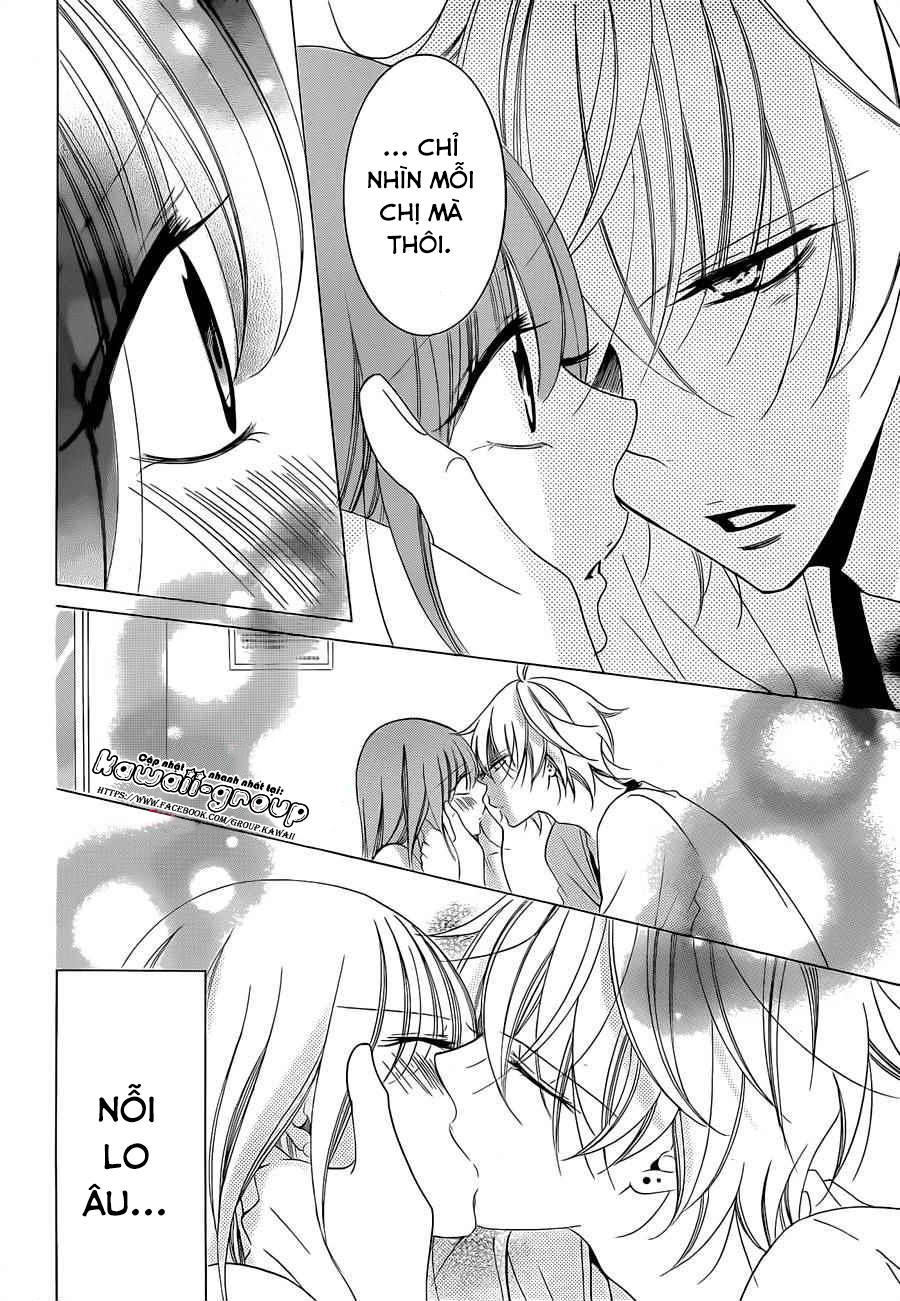 ... CHỈ
NHÌN MỖI
CHỊ MÀ
THÔI.
Cập nhật nhanh nhất tại:
kawaii-group
HTTPS://WWW.FACEBOOK.COM/GROUP.KAWAII
NỖI
LO
ÂU...